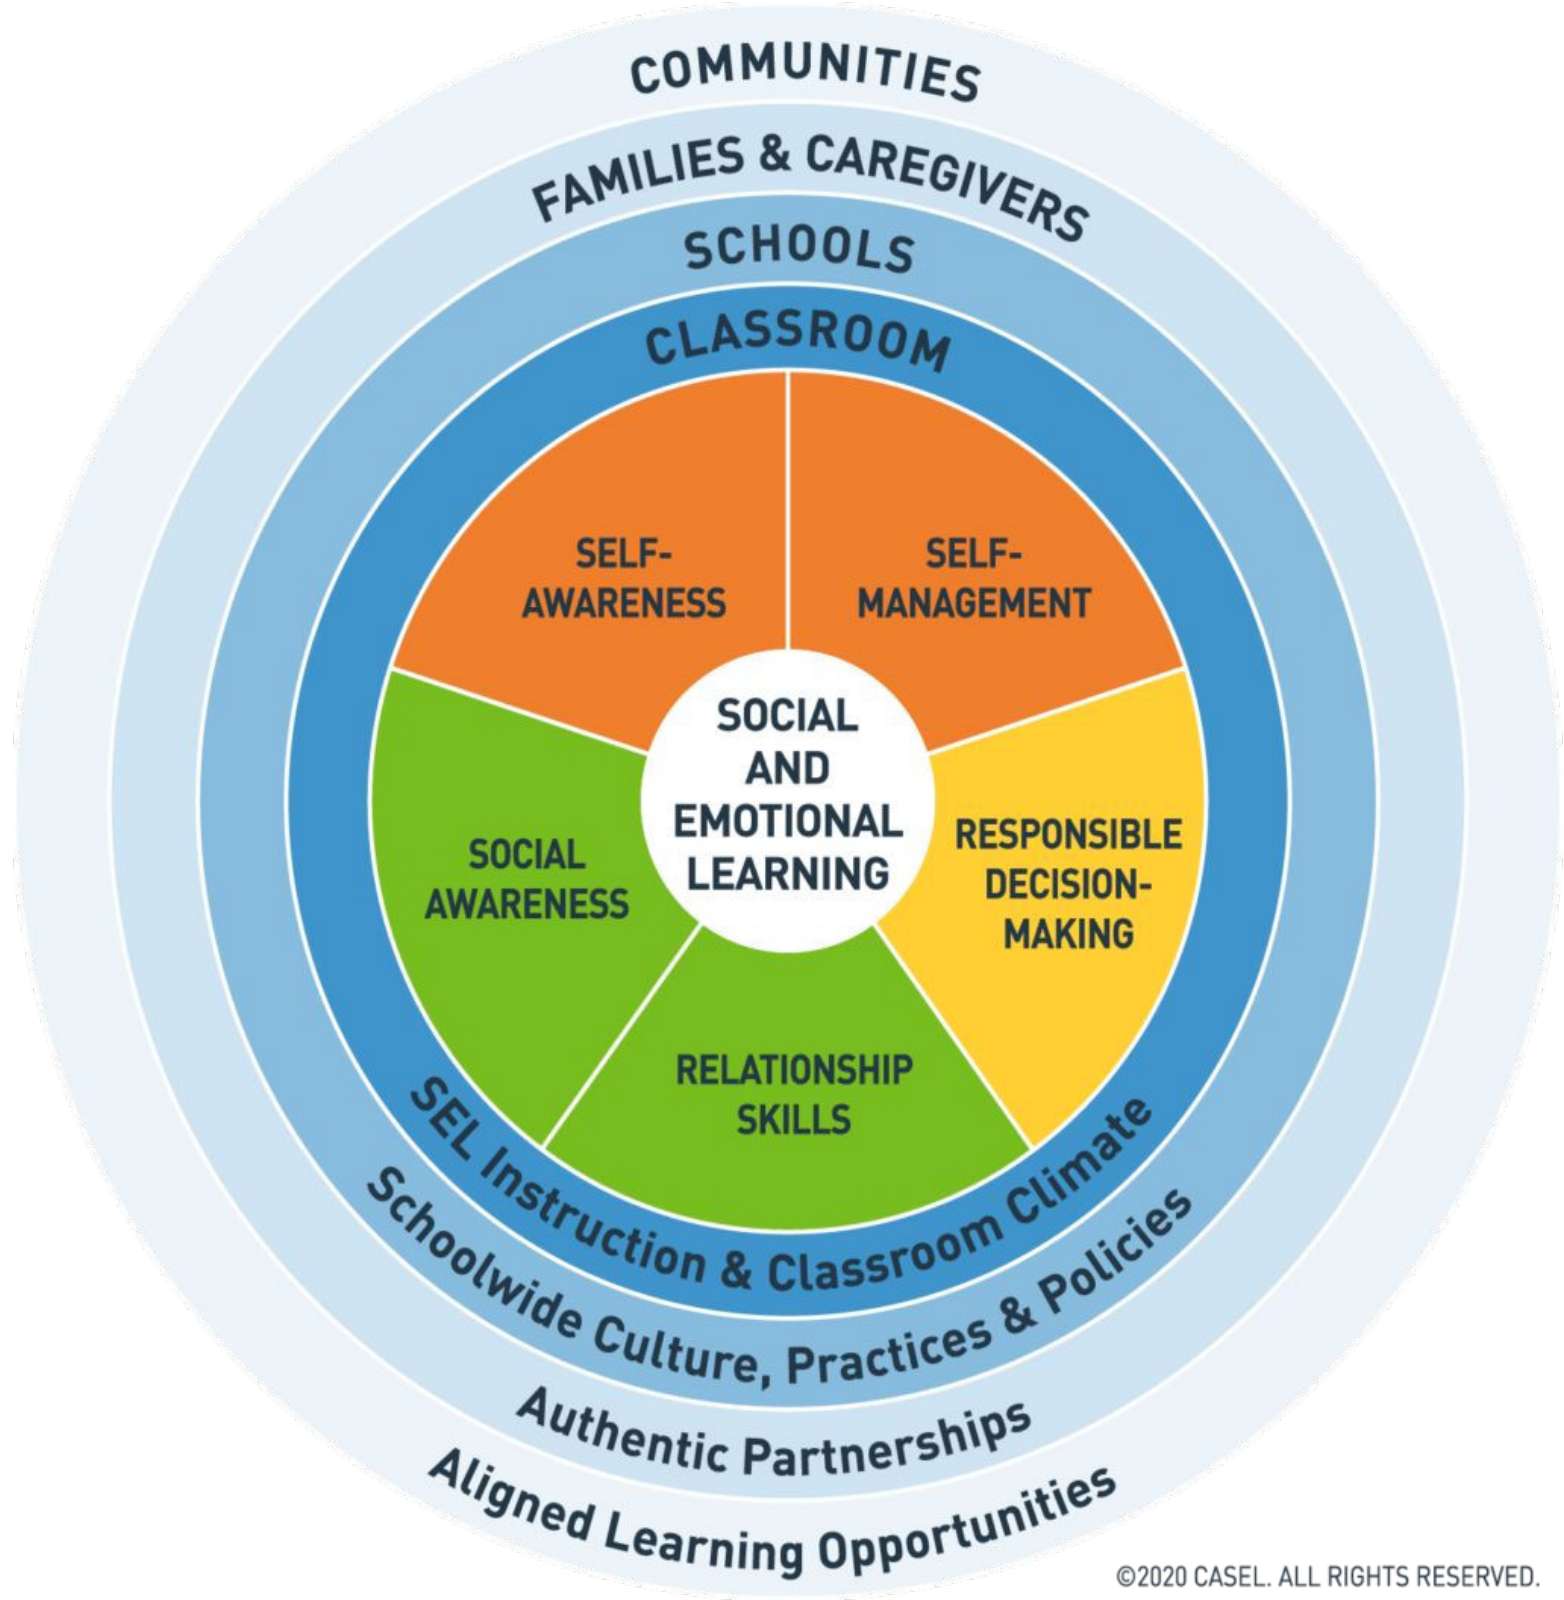 COMMUNITIES
FAMILIES & CAREGIVERS
SCHOOLS
CLASSROOM
SELF-
AWARENESS
SELF-
MANAGEMENT
SOCIAL
AND
EMOTIONAL
LEARNING
SOCIAL
AWARENESS
RESPONSIBLE
DECISION-
MAKING
RELATIONSHIP
SKILLS
SEL Instruction & Classroom Climate
Schoolwide Culture, Practices & Policies
Authentic Partnerships
Aligned Learning Opportunities
©2020 CASEL. ALL RIGHTS RESERVED.